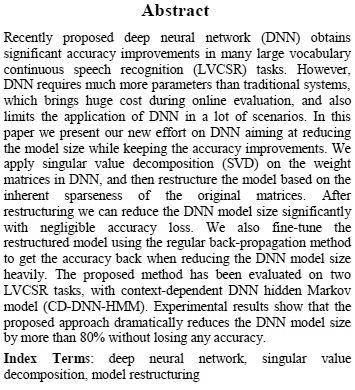 Abstract
Recently proposed deep neural network (DNN) obtains
significant accuracy improvements in many large vocabulary
continuous speech recognition (LVCSR) tasks. However,
DNN requires much more parameters than traditional systems,
which brings huge cost during online evaluation, and also
limits the application of DNN in a lot of scenarios. In this
paper we present our new effort on DNN aiming at reducing
the model size while keeping the accuracy improvements. We
apply singular value decomposition (SVD) on the weight
matrices in DNN, and then restructure the model based on the
inherent sparseness of the original matrices. After
restructuring we can reduce the DNN model size significantly
with negligible accuracy loss. We also fine-tune the
restructured model using the regular back-propagation method
to get the accuracy back when reducing the DNN model size
heavily. The proposed method has been evaluated on two
LVCSR tasks, with context-dependent DNN hidden Markov
model (CD-DNN-HMM). Experimental results show that the
proposed approach dramatically reduces the DNN model size
by more than 80% without losing any accuracy.
Index Terms: deep neural network, singular value
decomposition, model restructuring